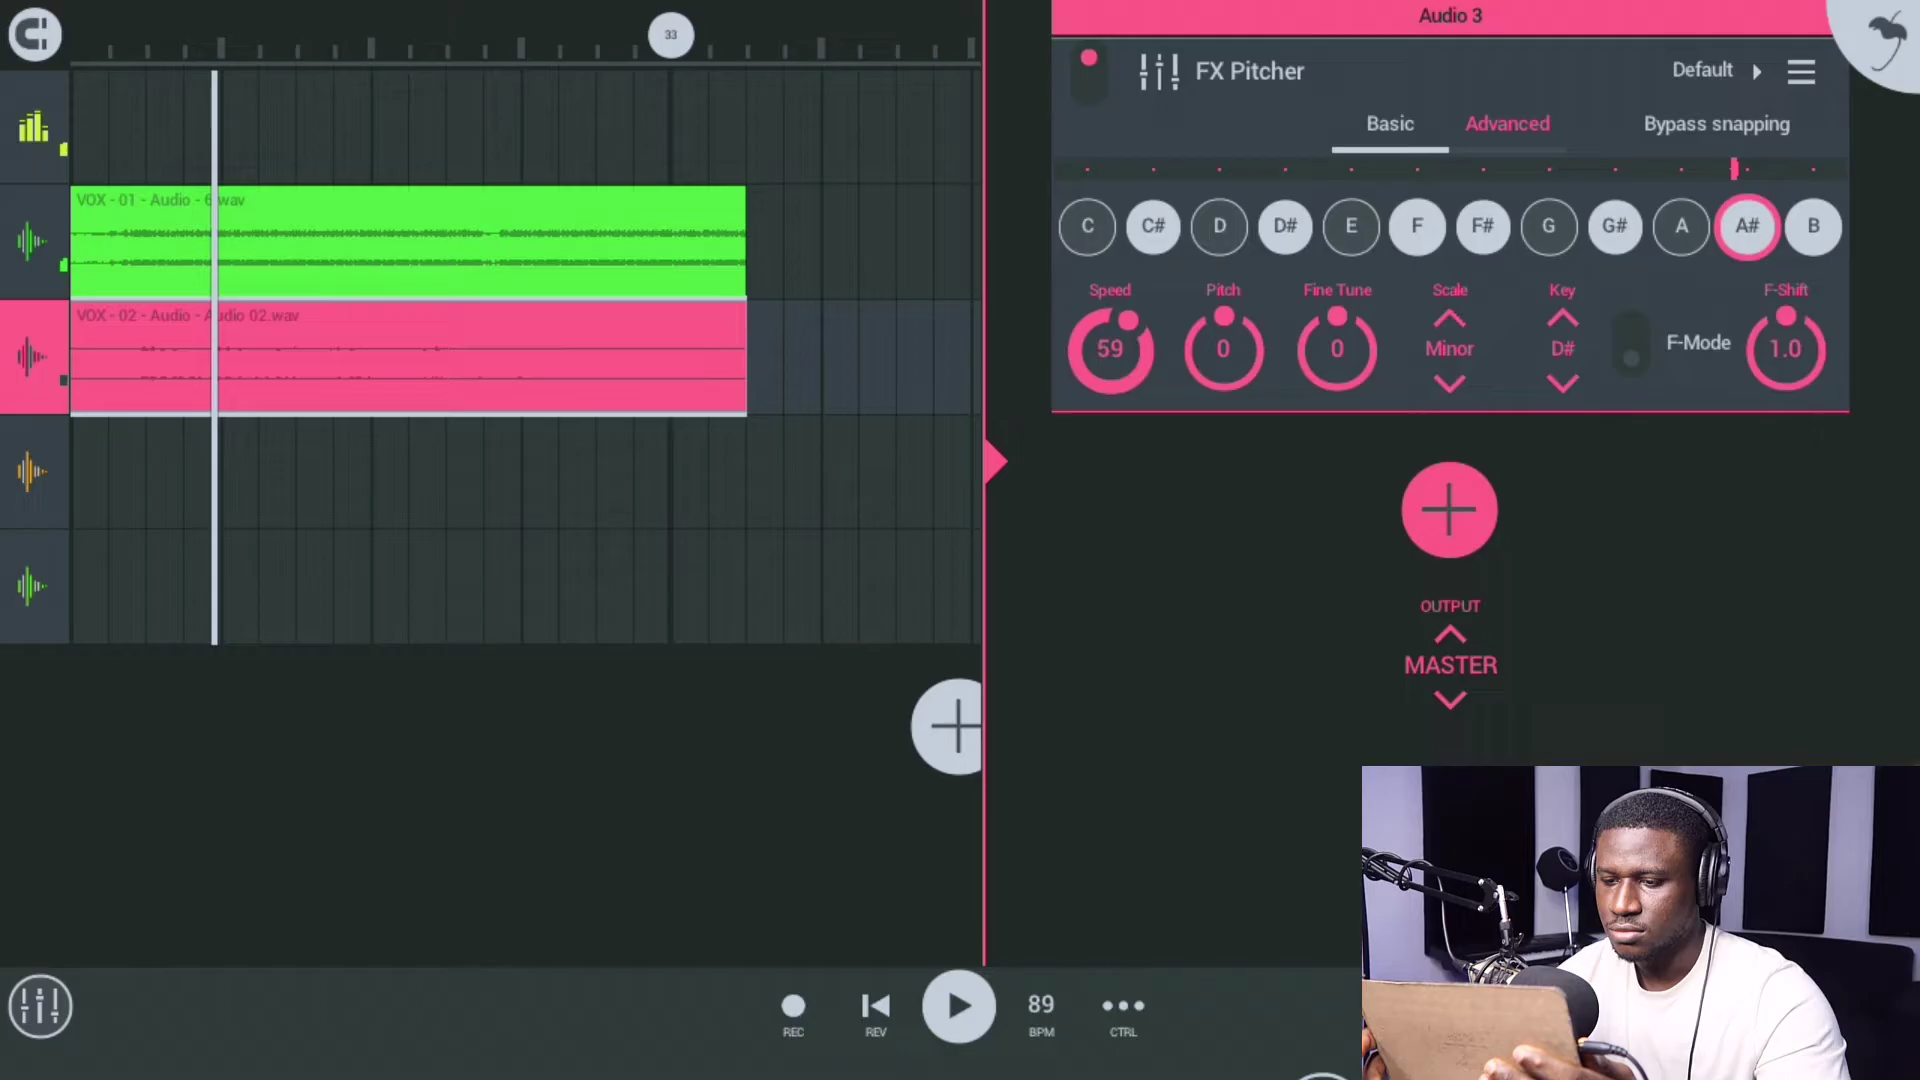 33
Audio 3
FX Pitcher
Default
Basic
Advanced
Bypass snapping
VOX - 01 - Audio - 6.wav
C
C#
D
D#
E
F
F#
G
G#
A
A#
B
Speed
Pitch
Fine Tune
Scale
Key
F-Shift
VOX - 02 - Audio - Audio 02.wav
59
0
0
Minor
D#
F-Mode
1.0
OUTPUT
MASTER
89
REC
REV
BPM
CTRL